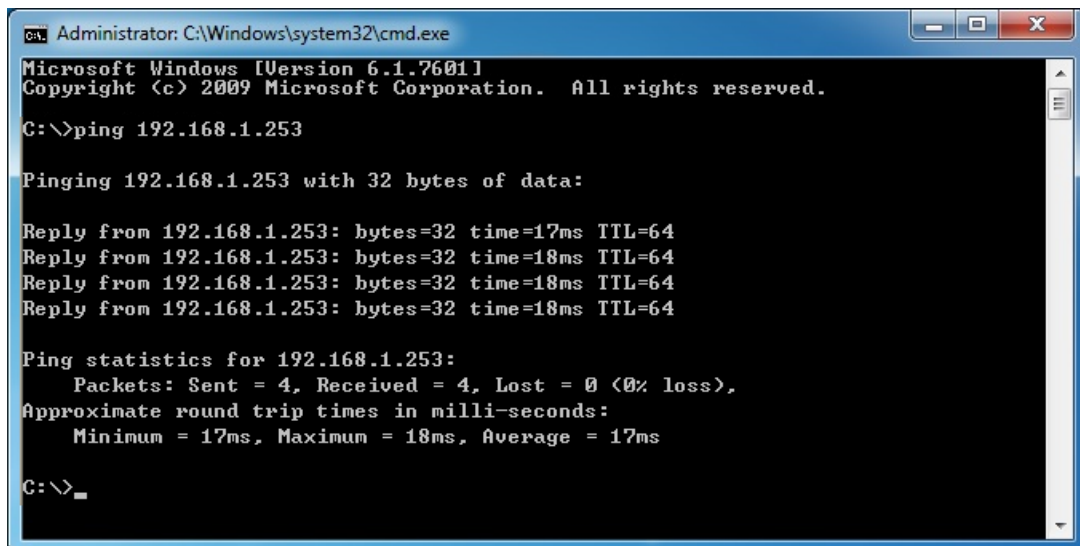 Administrator: C:\Windows\system32\cmd.exe
Microsoft Windows [Version 6.1.7601]
Copyright (c) 2009 Microsoft Corporation.  All rights reserved.
C:\>ping 192.168.1.253
Pinging 192.168.1.253 with 32 bytes of data:
Reply from 192.168.1.253: bytes=32 time=17ms TTL=64
Reply from 192.168.1.253: bytes=32 time=18ms TTL=64
Reply from 192.168.1.253: bytes=32 time=18ms TTL=64
Reply from 192.168.1.253: bytes=32 time=18ms TTL=64
Ping statistics for 192.168.1.253:
    Packets: Sent = 4, Received = 4, Lost = 0 (0% loss),
Approximate round trip times in milli-seconds:
    Minimum = 17ms, Maximum = 18ms, Average = 17ms
C:\>_